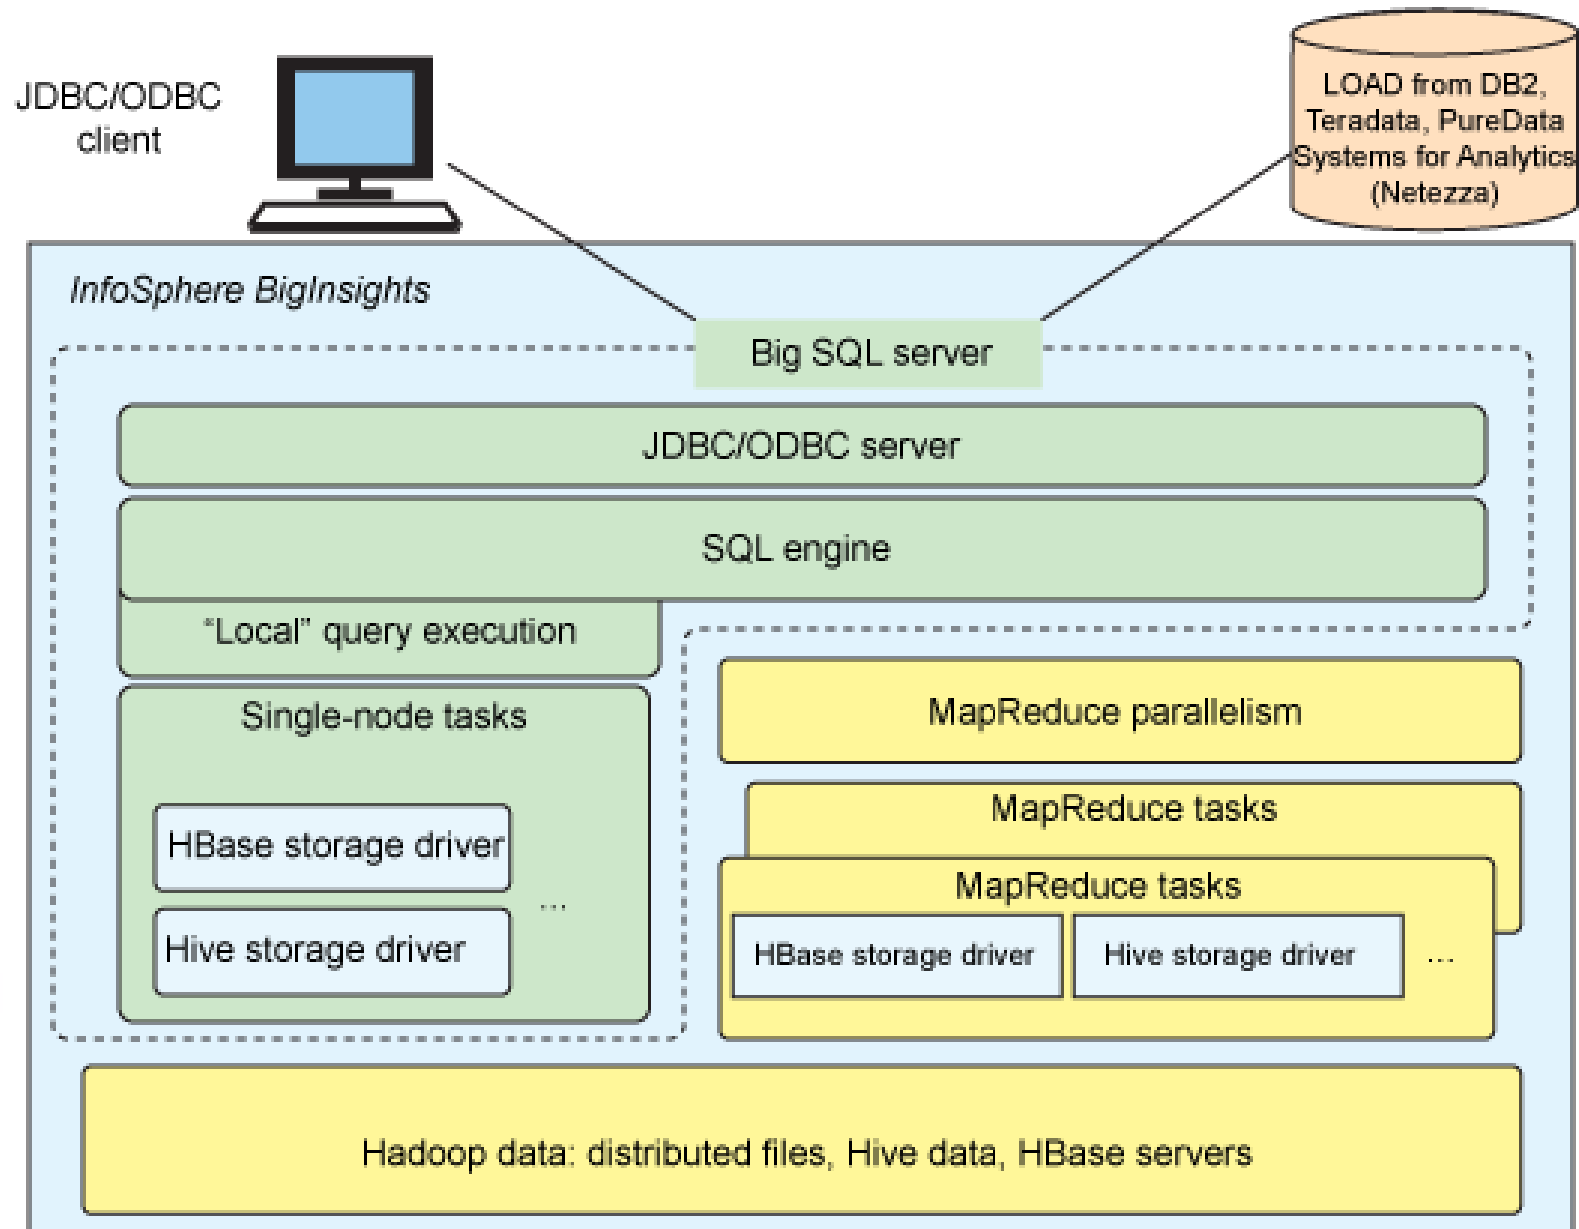 JDBC/ODBC
client
LOAD from DB2,
Teradata, PureData
Systems for Analytics
(Netezza)
InfoSphere BigInsights
Big SQL server
JDBC/ODBC server
SQL engine
“Local” query execution
Single-node tasks
HBase storage driver
...
Hive storage driver
MapReduce parallelism
MapReduce tasks
MapReduce tasks
HBase storage driver
Hive storage driver
...
Hadoop data: distributed files, Hive data, HBase servers